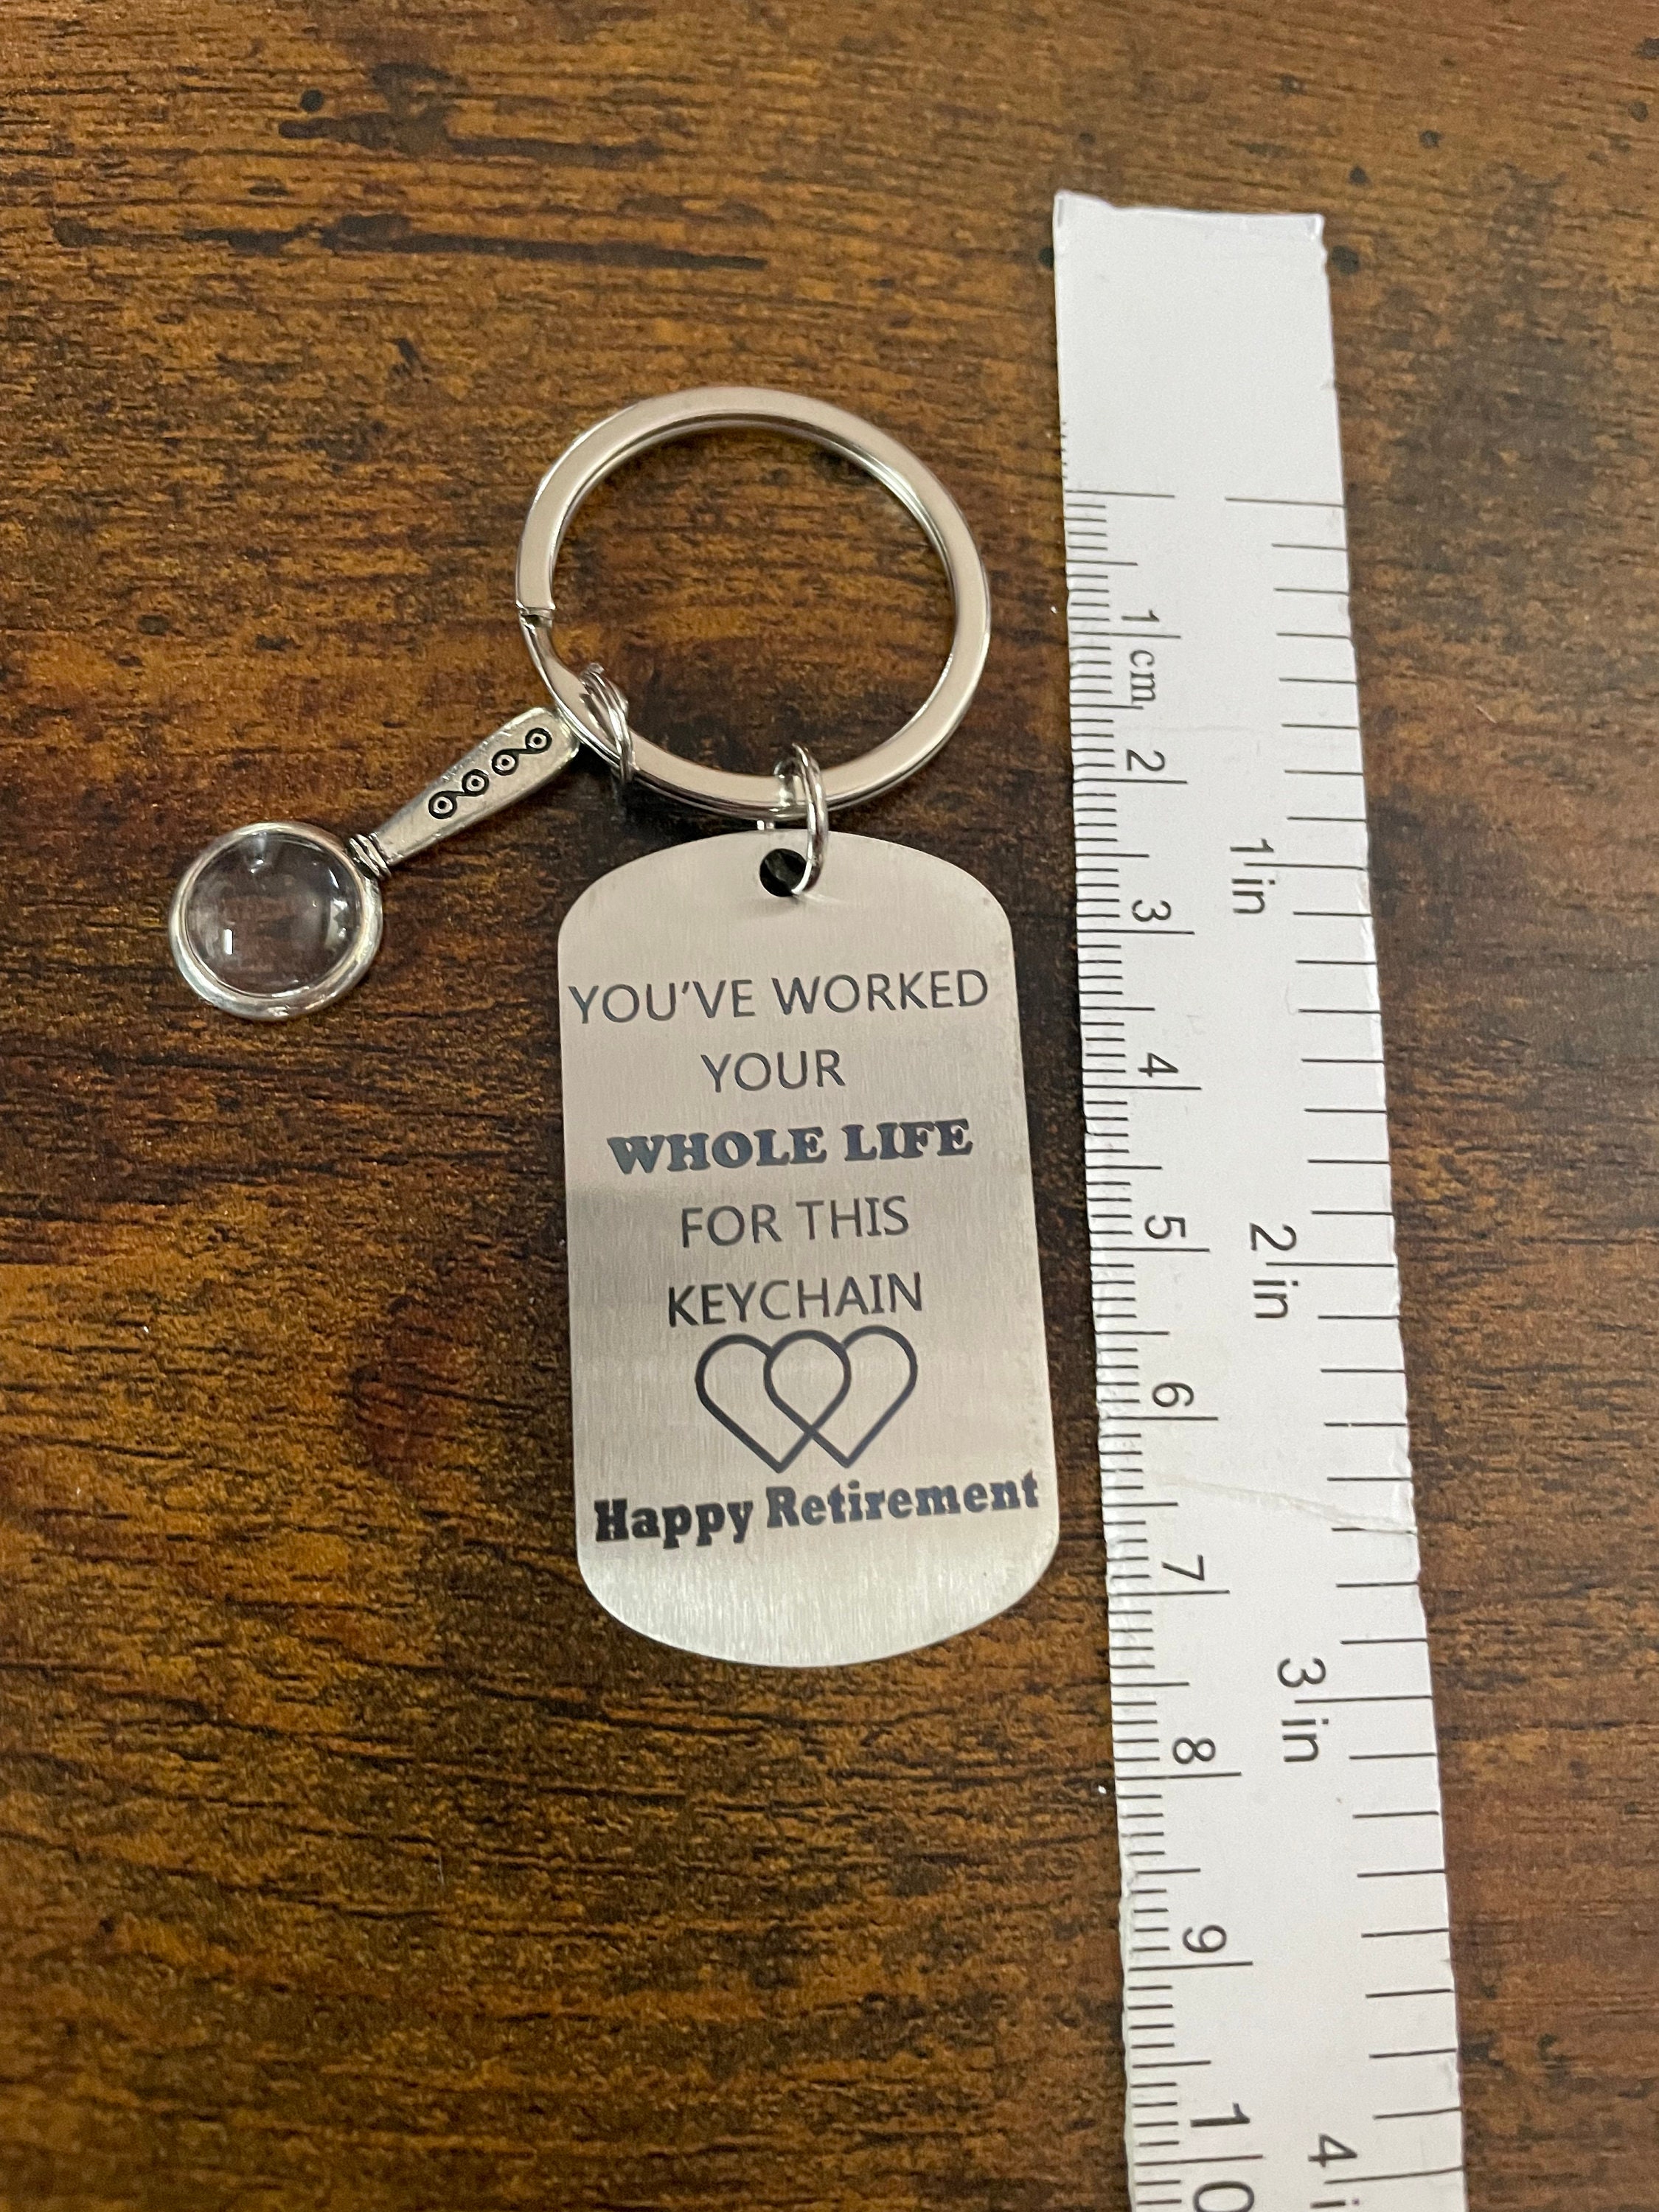 YOU'VE WORKED
YOUR
WHOLE LIFE
FOR THIS
KEYCHAIN
Happy Retirement
1 cm
2
3
4
5
6
7
8
9
10
1 in
2 in
3 in
4 i